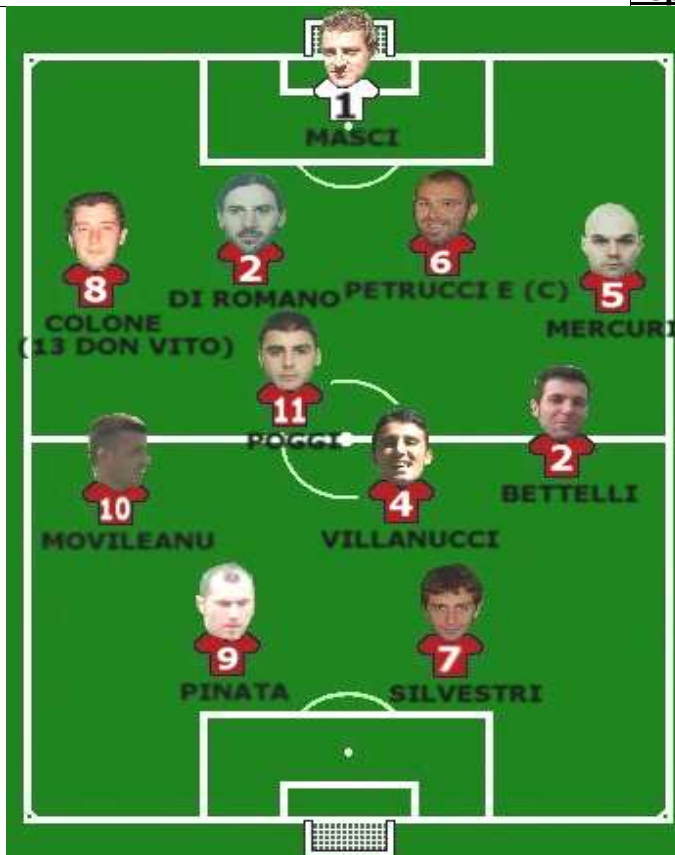 1
MASCI
8
COLONE
(13 DON VITO)
2
DI ROMANO
6
PETRUCCI E (C)
5
MERCURI
11
POGGI
10
MOVILEANU
4
VILLANUCCI
2
BETTELLI
9
PINATA
7
SILVESTRI